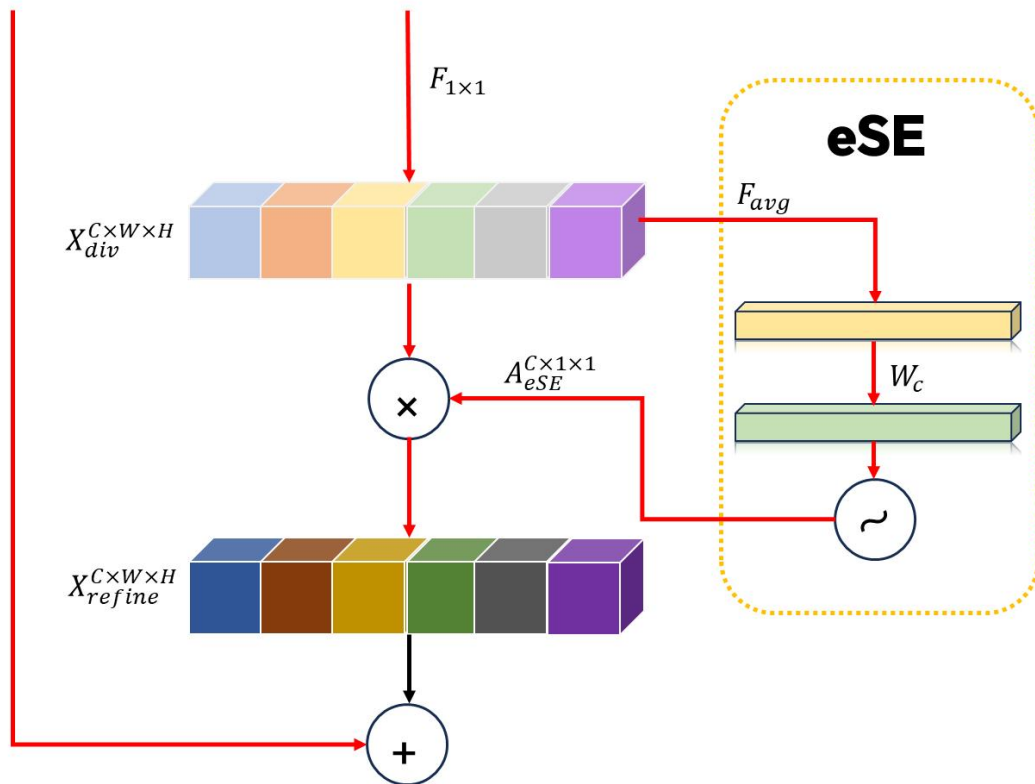 F1×1
eSE
Favg
XdivC×W×H
Wc
AeSEC×1×1
×
~
XrefineC×W×H
+